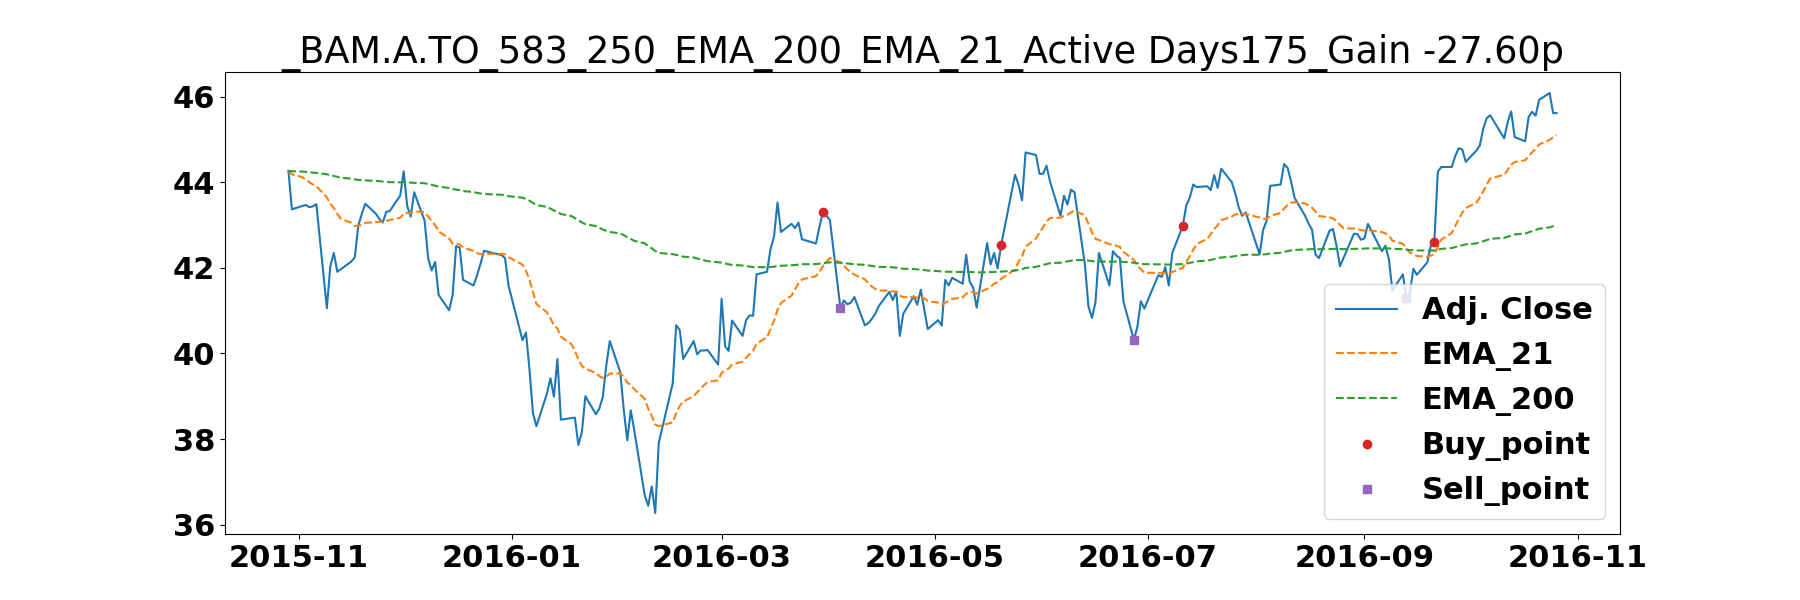 _BAM.A.TO_583_250_EMA_200_EMA_21_Active Days175_Gain -27.60p
46
44
42
40
38
36
2015-11 2016-01 2016-03 2016-05 2016-07 2016-09 2016-11
Adj. Close
EMA_21
EMA_200
Buy_point
Sell_point